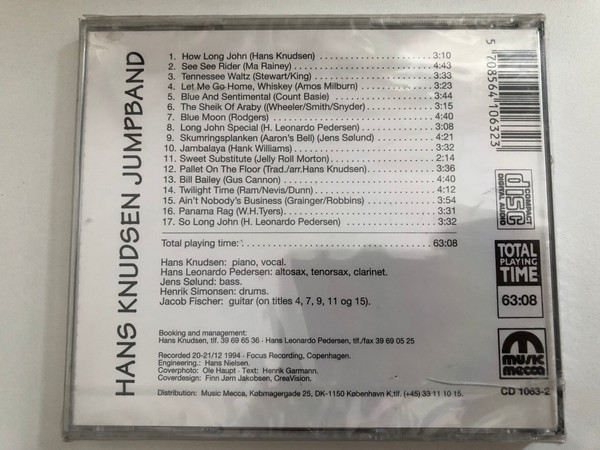 HANS KNUDSEN JUMPBAND
1. How Long John (Hans Knudsen) 3:10
2. See See Rider (Ma Rainey) 4:43
3. Tennessee Waltz (Stewart/King) 3:33
4. Let Me Go Home, Whiskey (Amos Milburn) 3:23
5. Blue And Sentimental (Count Basie) 3:44
6. The Sheik Of Araby (Wheeler/Smith/Snyder) 3:15
7. Blue Moon (Rodgers) 4:40
8. Long John Special (H. Leonardo Pedersen) 3:08
9. Skumringsplanken (Aaron's Bell) (Jens Sølund) 4:21
10. Jambalaya (Hank Williams) 3:32
11. Sweet Substitute (Jelly Roll Morton) 2:14
12. Pallet On The Floor (Trad./arr.Hans Knudsen) 3:36
13. Bill Bailey (Gus Cannon) 4:40
14. Twilight Time (Ram/Nevis/Dunn) 4:12
15. Ain't Nobody's Business (Grainger/Robbins) 3:54
16. Panama Rag (W.H.Tyers) 3:31
17. So Long John (H. Leonardo Pedersen) 3:03
Total playing time: 63:08
Hans Knudsen: piano, vocal.
Hans Leonardo Pedersen: altosax, tenorsax, clarinet.
Jens Sølund: bass.
Henrik Simonsen: drums.
Jacob Fischer: guitar (on titles 4, 7, 9, 11 og 15).
Booking and management:
Hans Knudsen, tlf. 39 69 65 36 · Hans Leonardo Pedersen, tlf./fax 39 69 05 25
Recorded 20-21/12 1994 · Focus Recording, Copenhagen.
Engineering.: Hans Nielsen.
Coverphoto: Ole Haupt · Text: Henrik Garmann.
Coverdesign: Finn Jørn Jakobsen, CreaVision.
Distribution: Music Mecca, Købmagergade 25, DK-1150 København K,tlf. (+45) 33 11 10 15.
5 708564 106323
COMPACT
disc
DIGITAL AUDIO
TOTAL
PLAYING
TIME
63:08
music
mecca
CD 1063-2